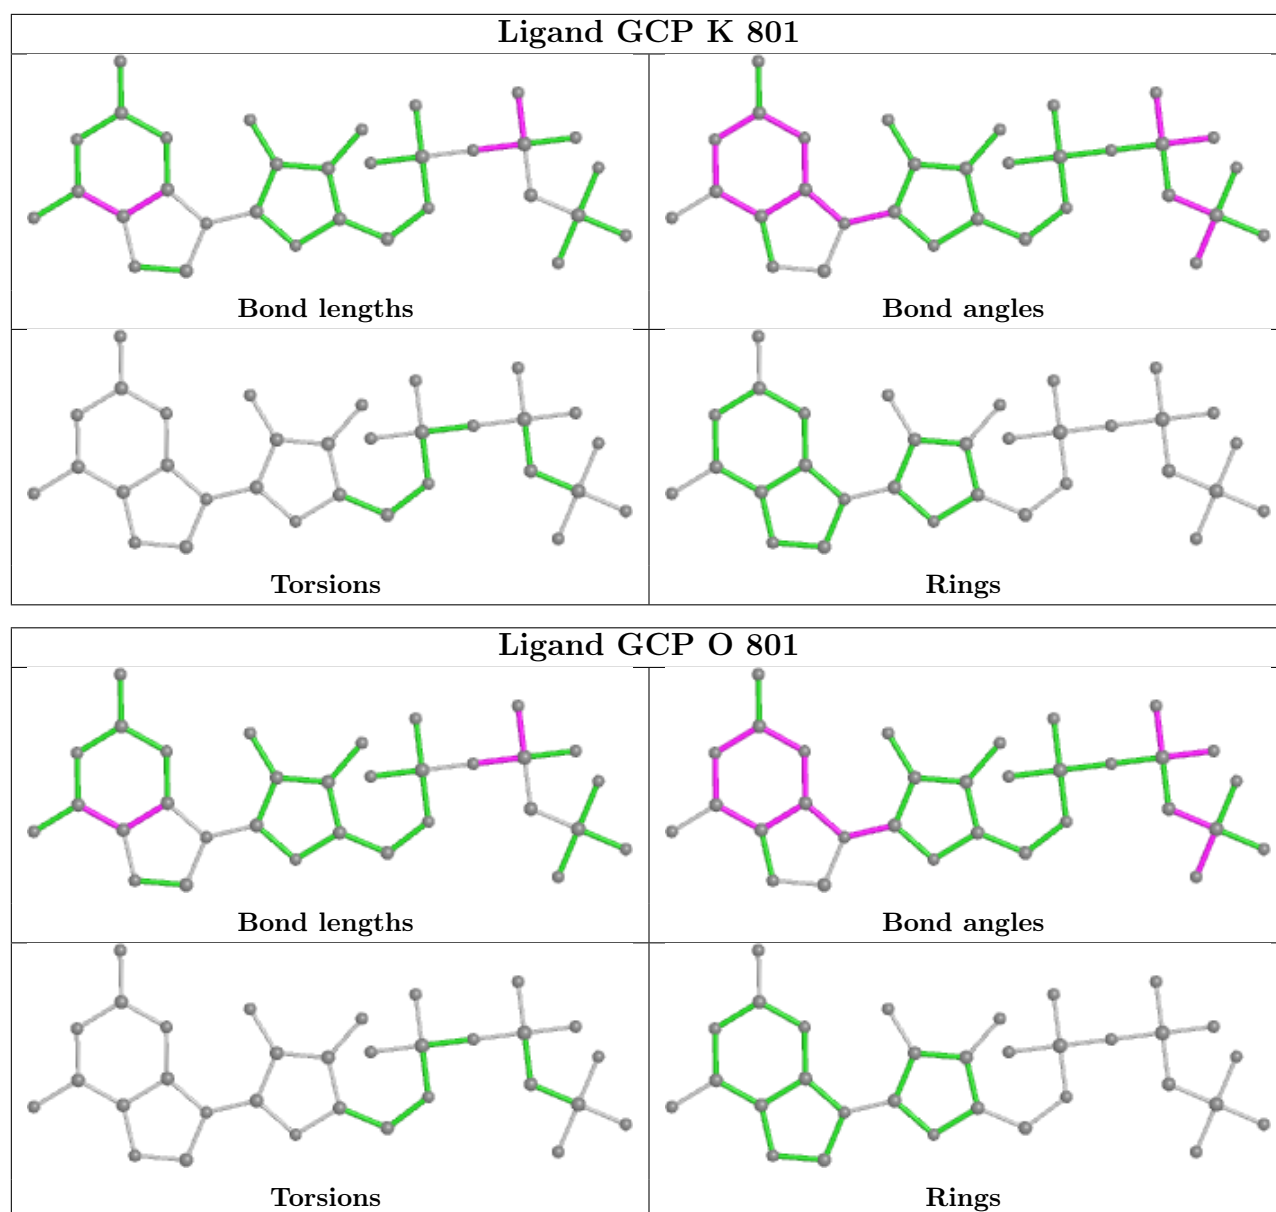 Ligand GCP K 801
Bond lengths
Bond angles
Torsions
Rings
Ligand GCP O 801
Bond lengths
Bond angles
Torsions
Rings